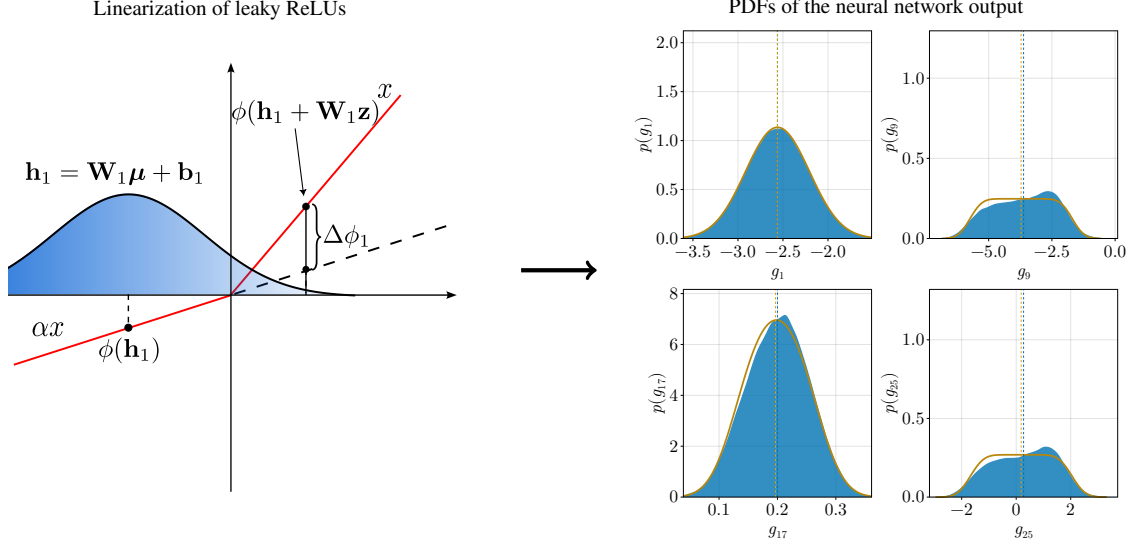 Linearization of leaky ReLUs
x
ϕ(h₁ + W₁z)
h₁ = W₁μ + b₁
Δϕ₁
αx
ϕ(h₁)
PDFs of the neural network output
2.0
1.5
1.0
0.5
0.0
p(g₁)
−3.5 −3.0 −2.5 −2.0
g₁
1.0
0.5
0.0
p(g₉)
−5.0 −2.5 0.0
g₉
8
6
4
2
0
p(g₁₇)
0.1 0.2 0.3
g₁₇
1.0
0.5
0.0
p(g₂₅)
−2 0 2
g₂₅